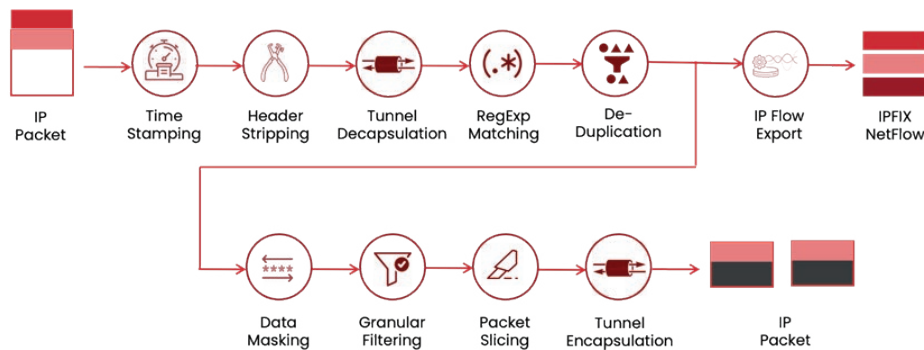 IP
Packet
Time
Stamping
Header
Stripping
Tunnel
Decapsulation
(.*)
RegExp
Matching
De-
Duplication
IP Flow
Export
IPFIX
NetFlow
****
Data
Masking
Granular
Filtering
Packet
Slicing
Tunnel
Encapsulation
IP
Packet